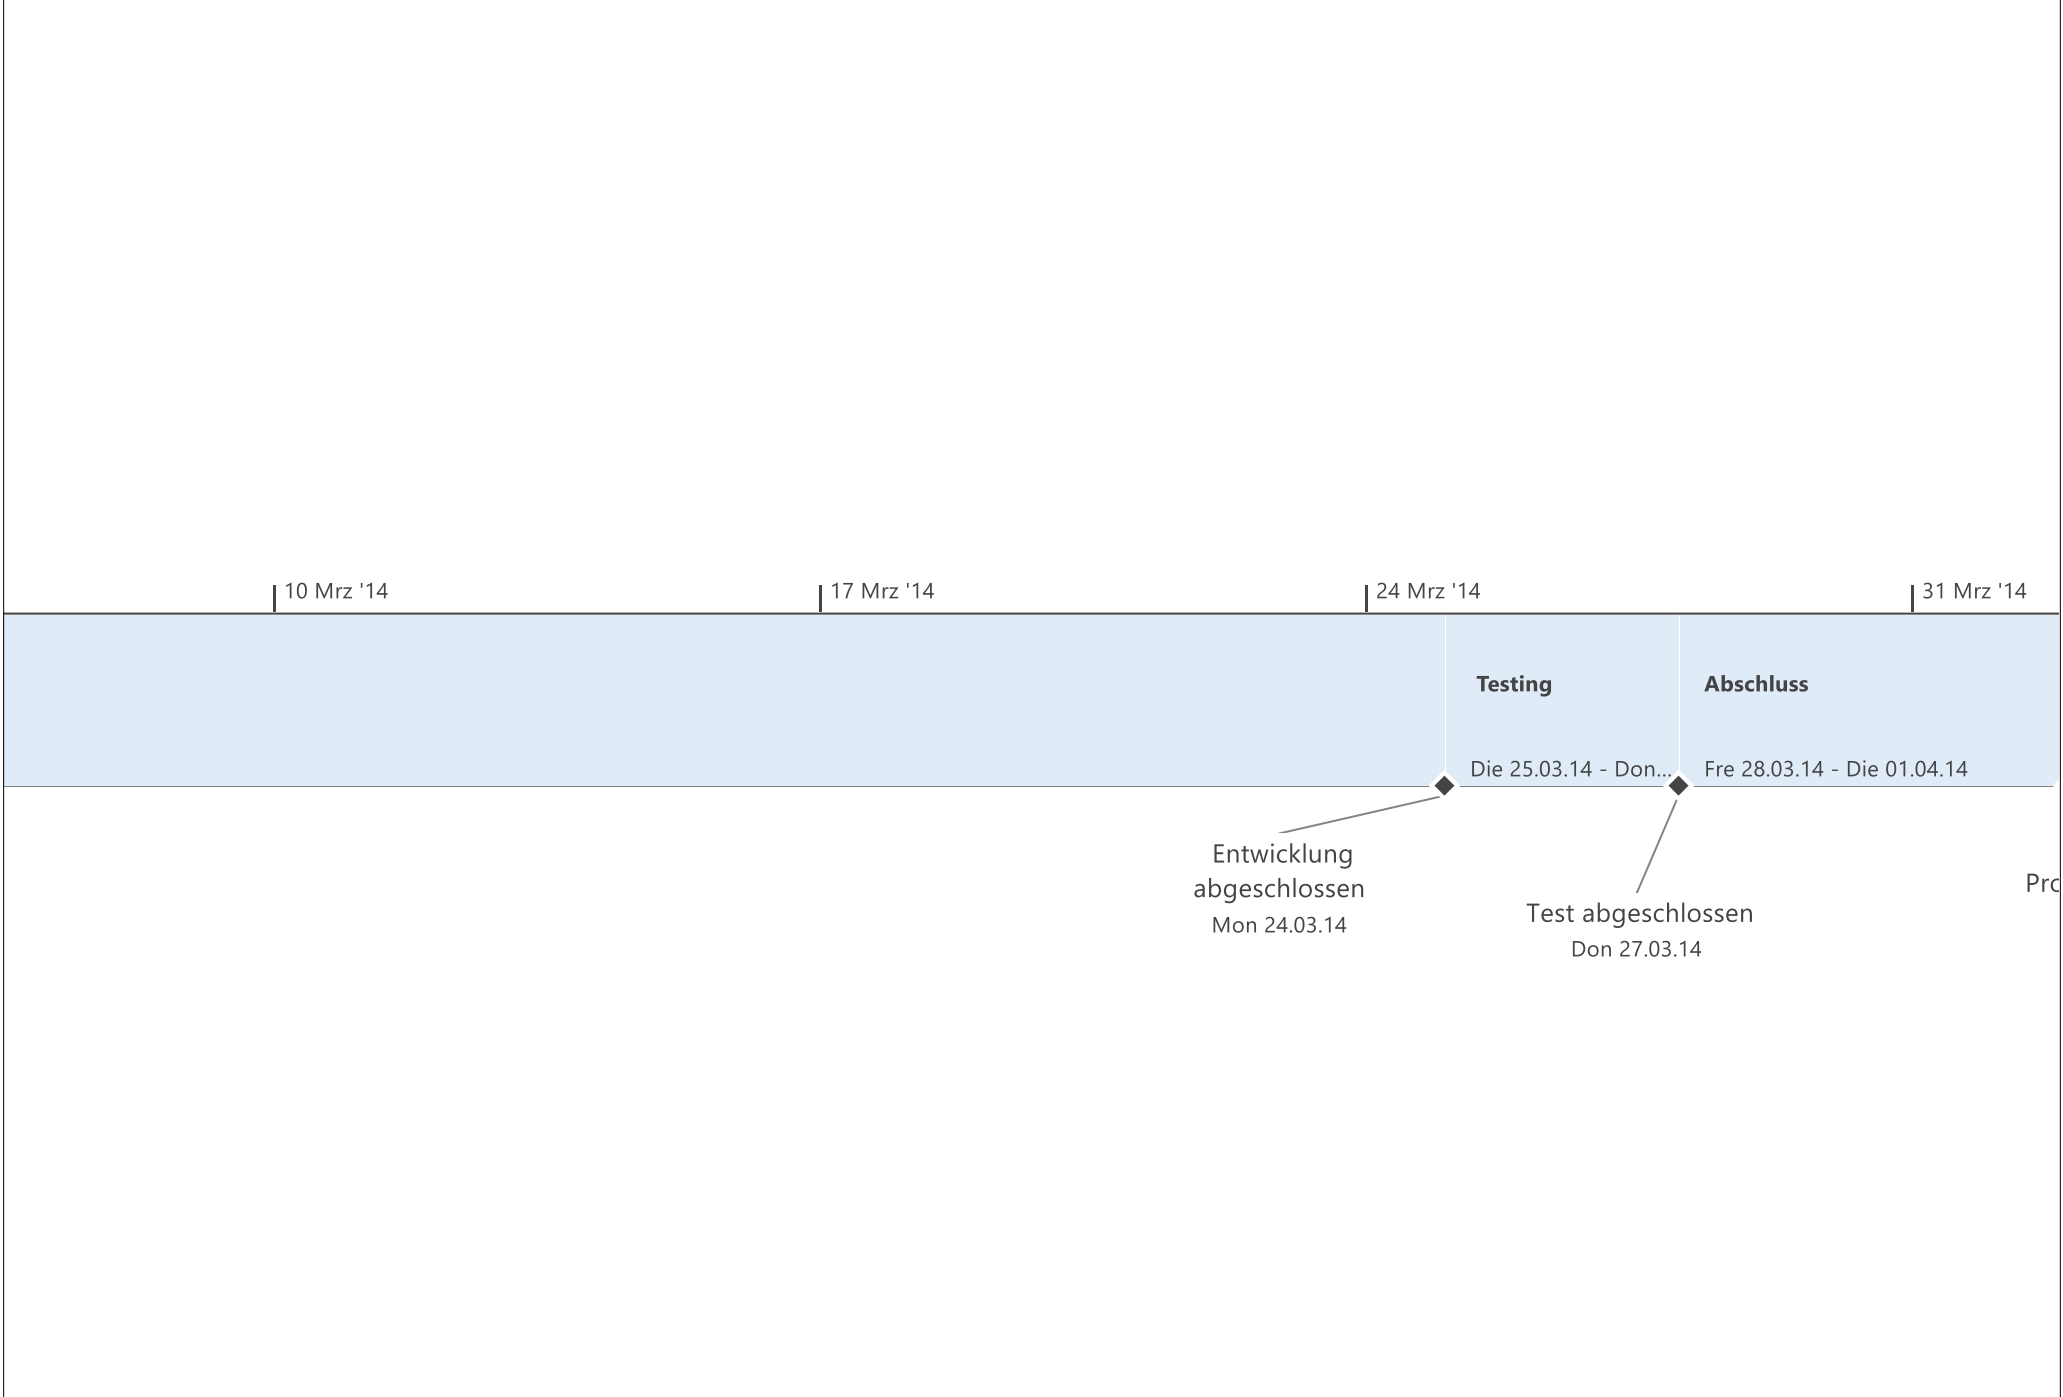 10 Mrz '14
17 Mrz '14
24 Mrz '14
31 Mrz '14
Testing
Abschluss
Die 25.03.14 - Don...
Fre 28.03.14 - Die 01.04.14
Entwicklung
abgeschlossen
Mon 24.03.14
Test abgeschlossen
Don 27.03.14